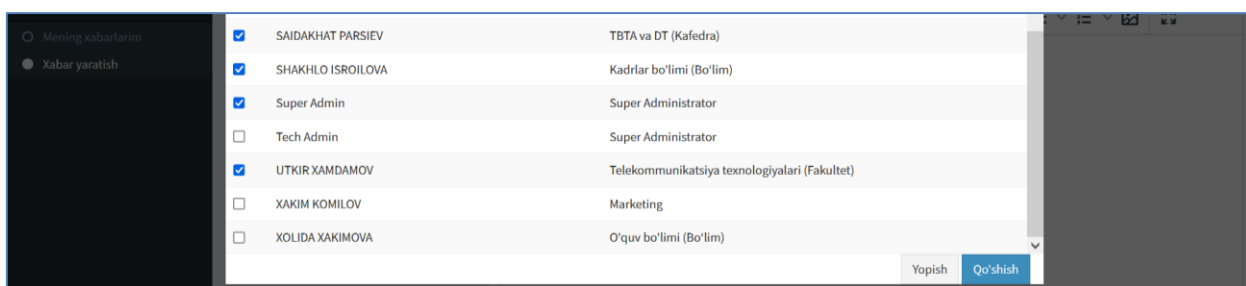 Mening xabarlarim
Xabar yaratish
SAIDAKHAT PARSIEV TBTA va DT (Kafedra)
SHAKHLO ISROILOVA Kadrlar bo'limi (Bo'lim)
Super Admin Super Administrator
Tech Admin Super Administrator
UTKIR XAMDAMOV Telekommunikatsiya texnologiyalari (Fakultet)
XAKIM KOMILOV Marketing
XOLIDA XAKIMOVA O'quv bo'limi (Bo'lim)
Yopish Qo'shish